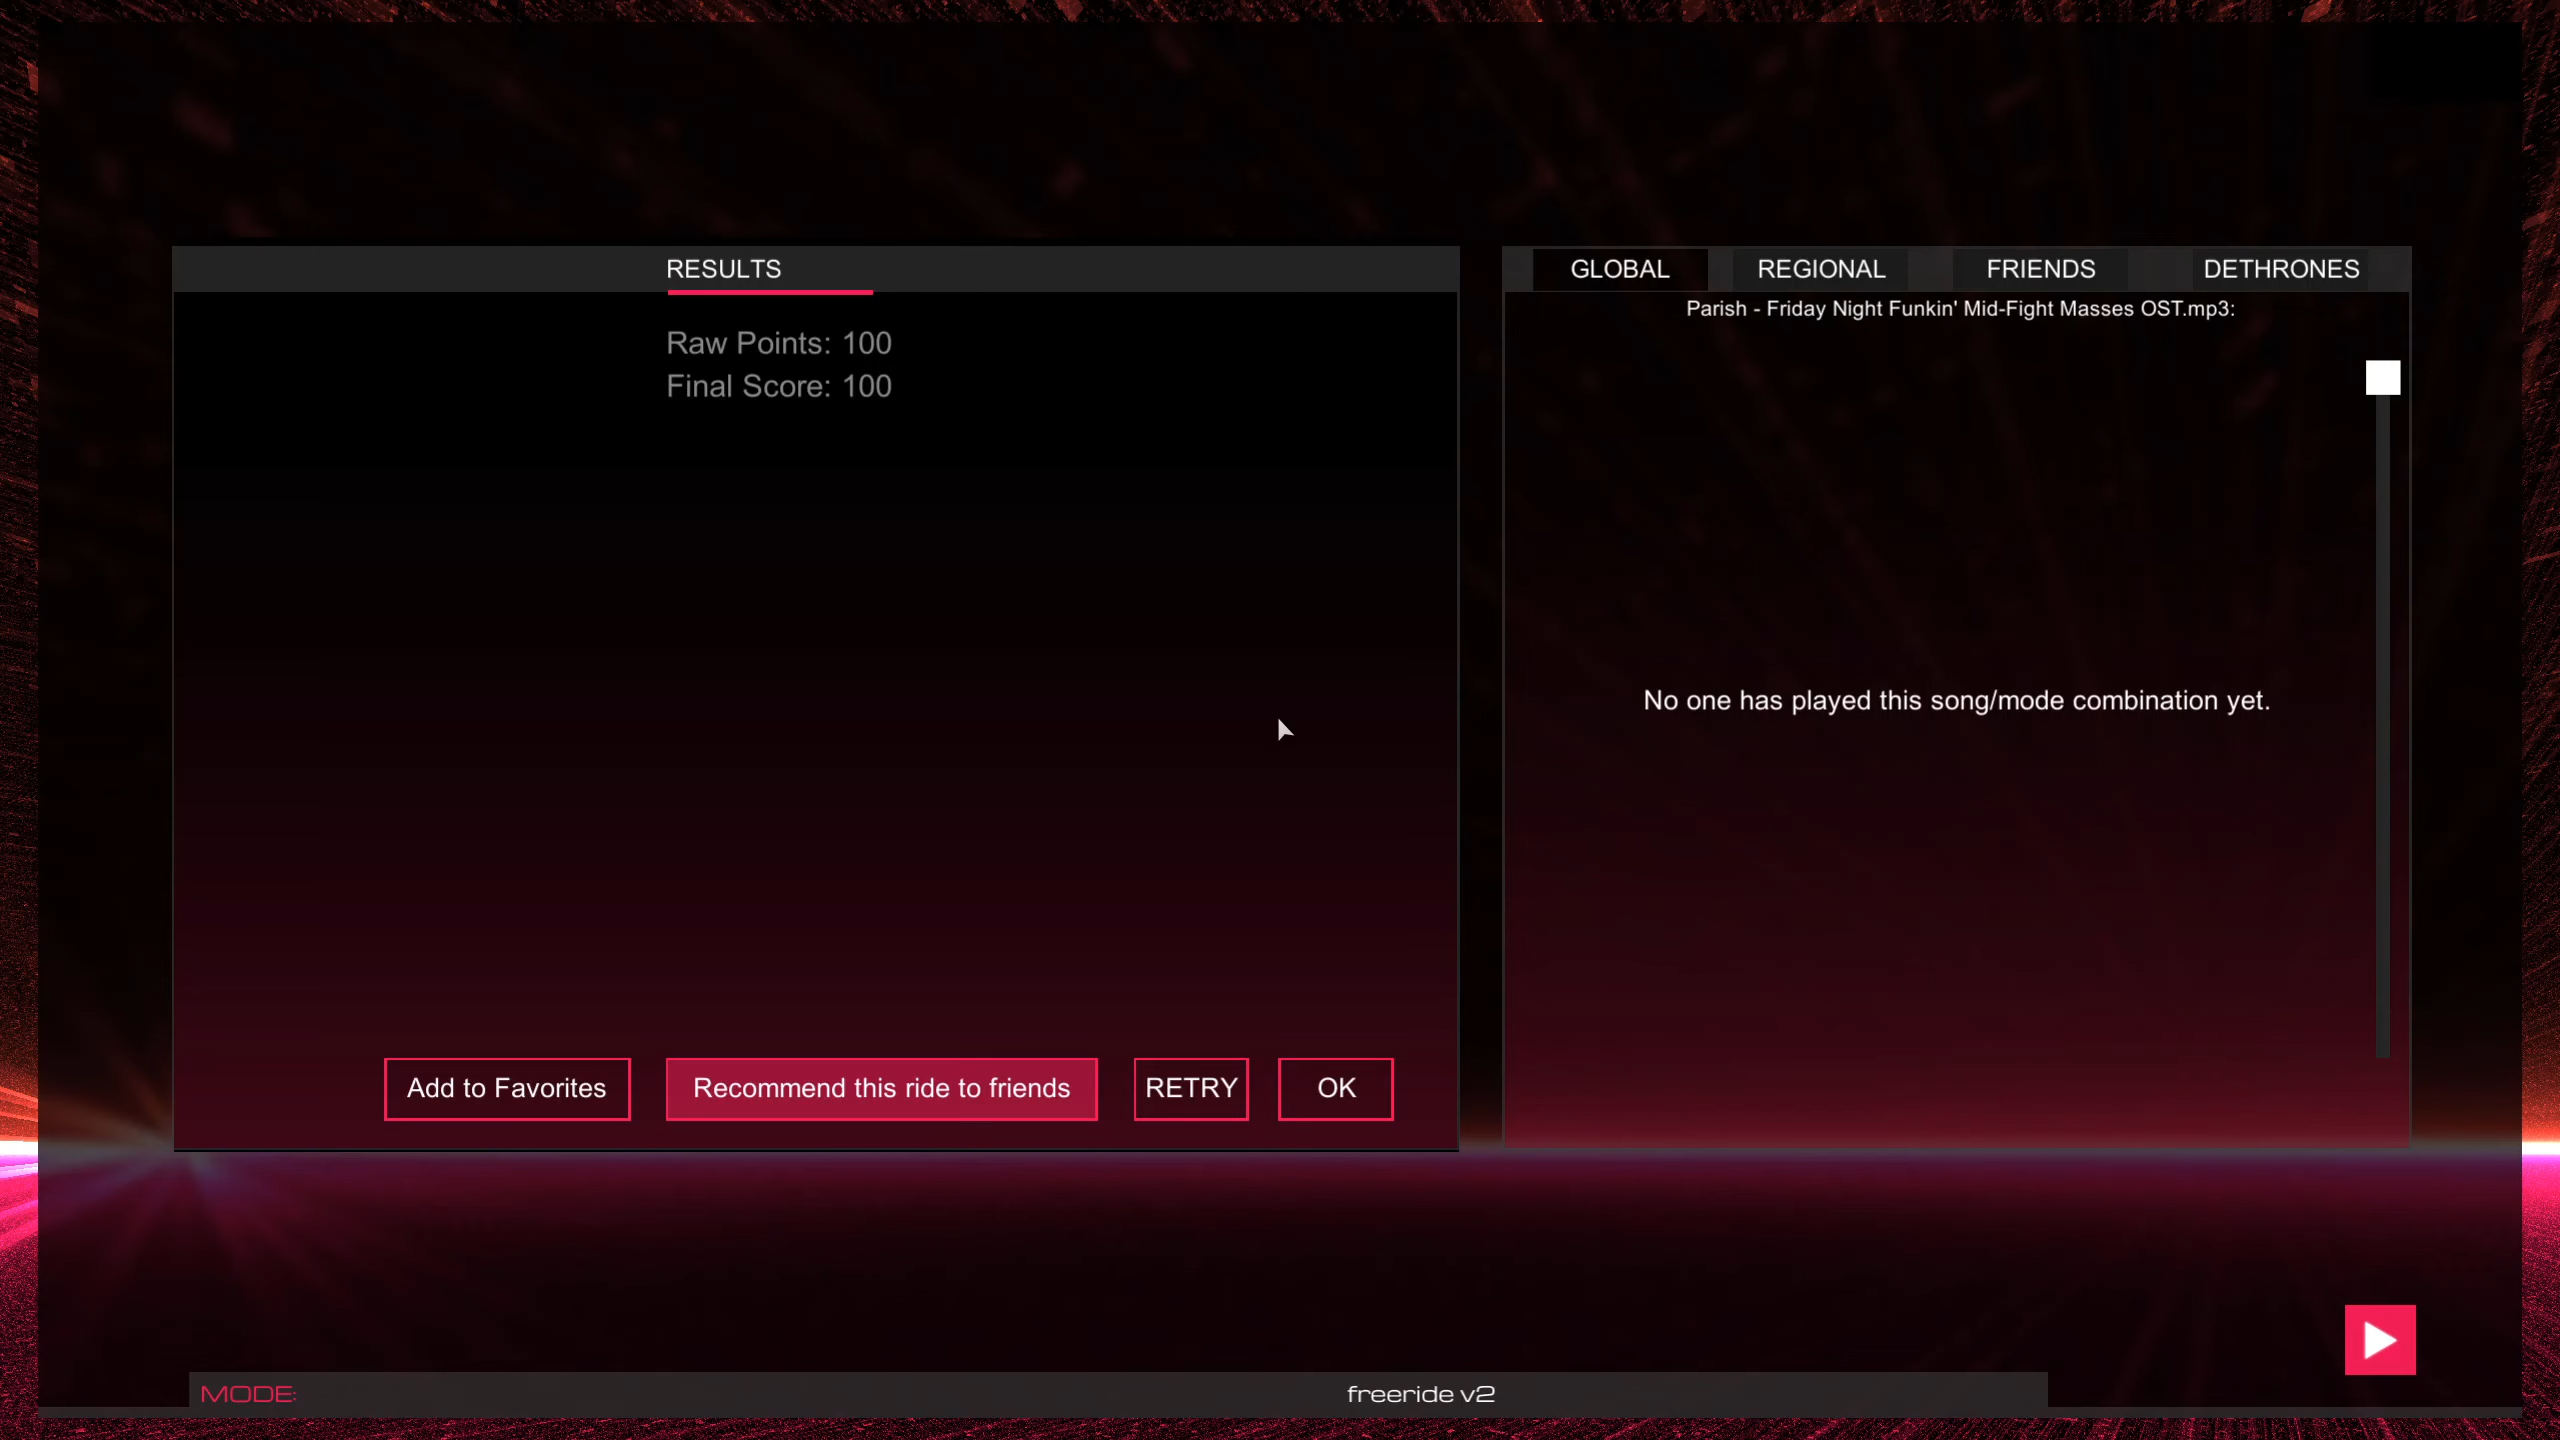 RESULTS
Raw Points: 100
Final Score: 100
Add to Favorites
Recommend this ride to friends
RETRY
OK
GLOBAL REGIONAL FRIENDS DETHRONES
Parish - Friday Night Funkin' Mid-Fight Masses OST.mp3:
No one has played this song/mode combination yet.
MODE: freeride v2